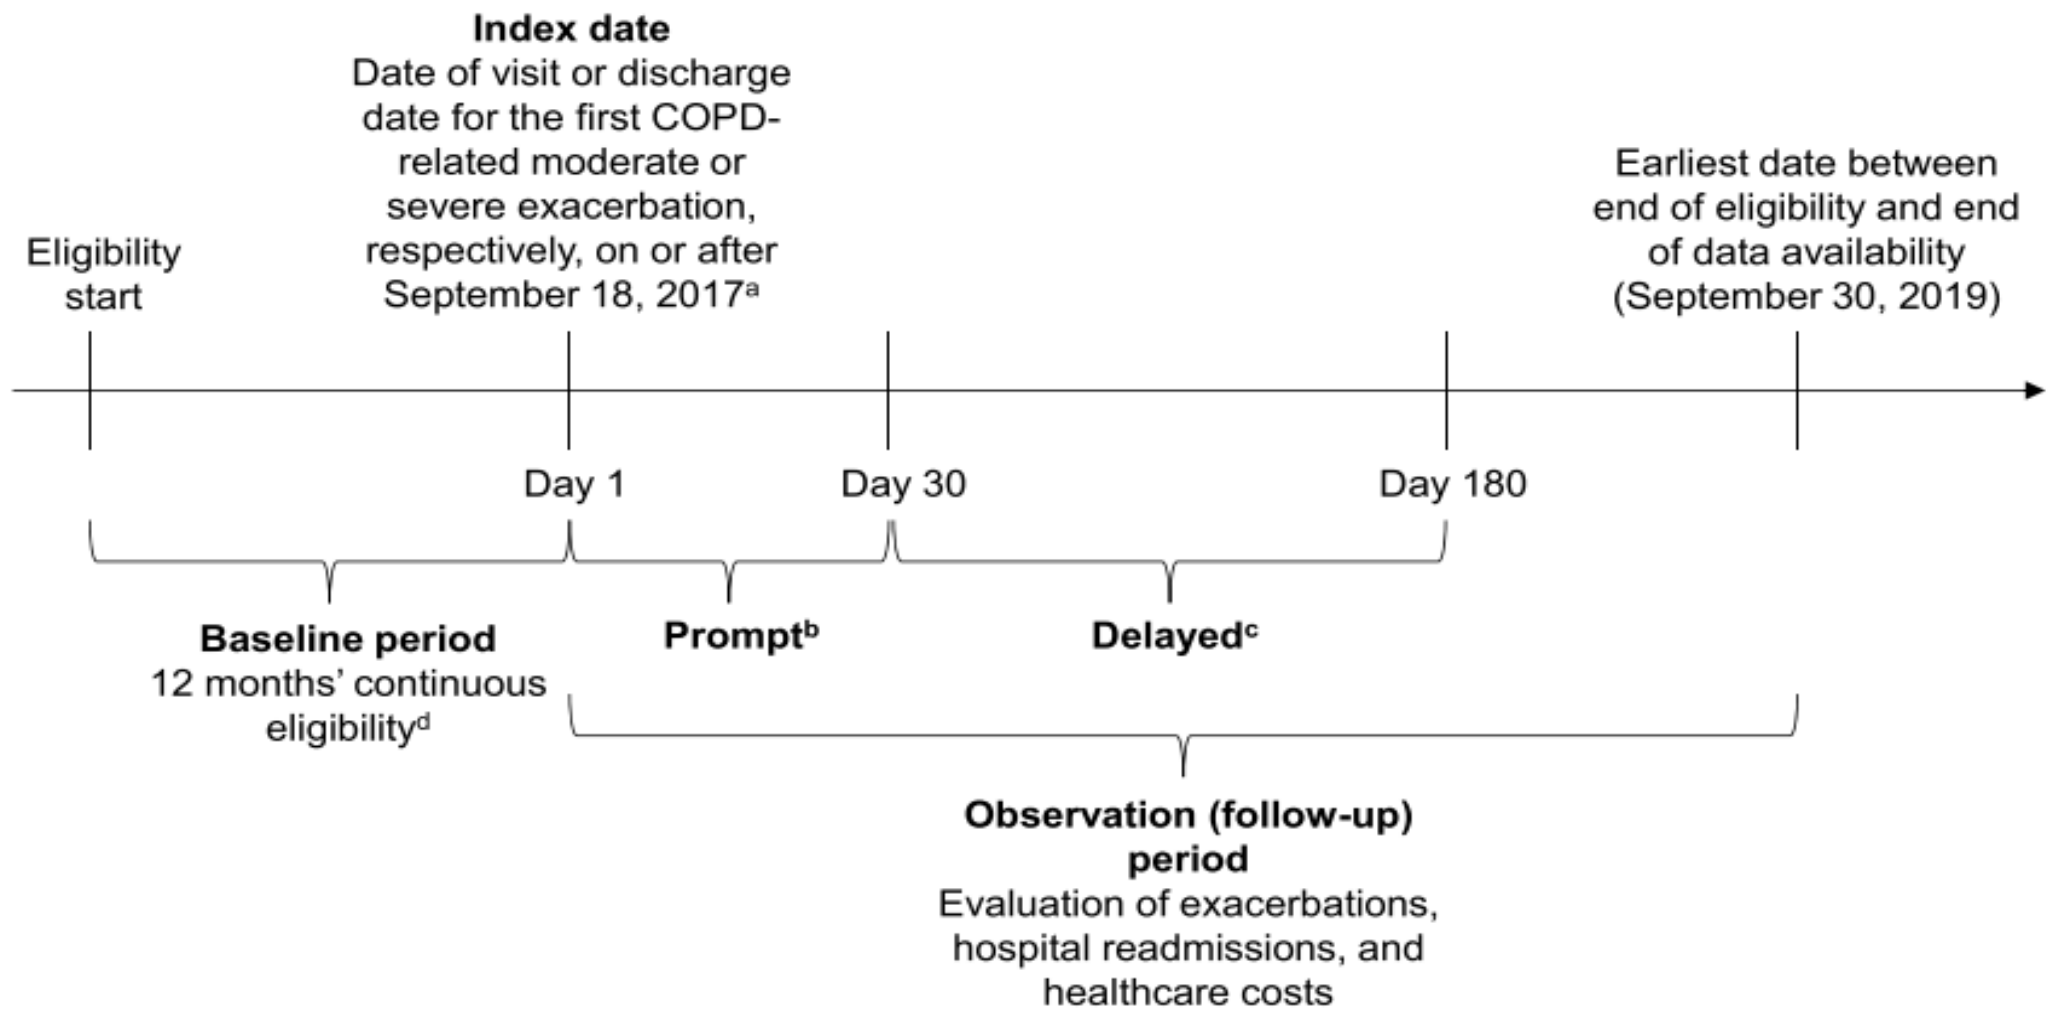 Index date
Date of visit or discharge
date for the first COPD-
related moderate or
severe exacerbation,
respectively, on or after
September 18, 2017ᵃ
Eligibility
start
Earliest date between
end of eligibility and end
of data availability
(September 30, 2019)
Day 1
Day 30
Day 180
Baseline period
12 months’ continuous
eligibilityᵈ
Promptᵇ
Delayedᶜ
Observation (follow-up)
period
Evaluation of exacerbations,
hospital readmissions, and
healthcare costs